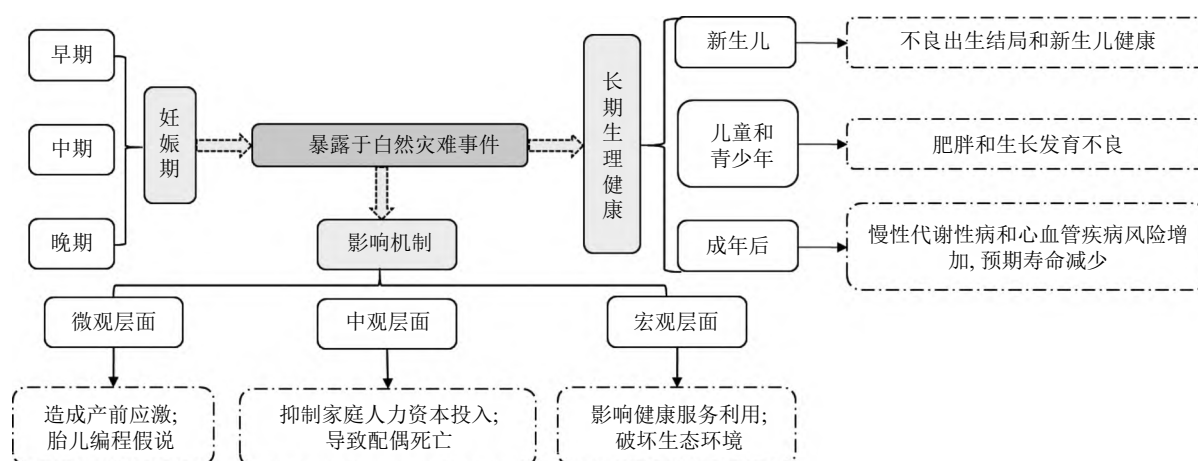 早期
中期
晚期
妊
娠
期
暴露于自然灾难事件
长
期
生
理
健
康
新生儿
不良出生结局和新生儿健康
儿童和
青少年
肥胖和生长发育不良
成年后
慢性代谢性病和心血管疾病风险增
加, 预期寿命减少
影响机制
微观层面
中观层面
宏观层面
造成产前应激;
胎儿编程假说
抑制家庭人力资本投入;
导致配偶死亡
影响健康服务利用;
破坏生态环境